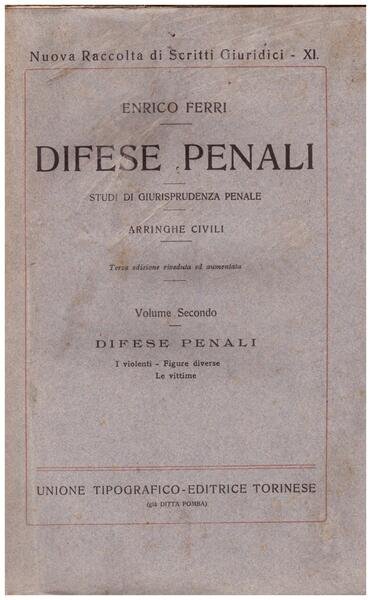 Nuova Raccolta di Scritti Giuridici - XI.
ENRICO FERRI
DIFESE PENALI
STUDI DI GIURISPRUDENZA PENALE
ARRINGHE CIVILI
Terza edizione riveduta ed aumentata
Volume Secondo
DIFESE PENALI
I violenti - Figure diverse
Le vittime
UNIONE TIPOGRAFICO-EDITRICE TORINESE
(già DITTA POMBA)